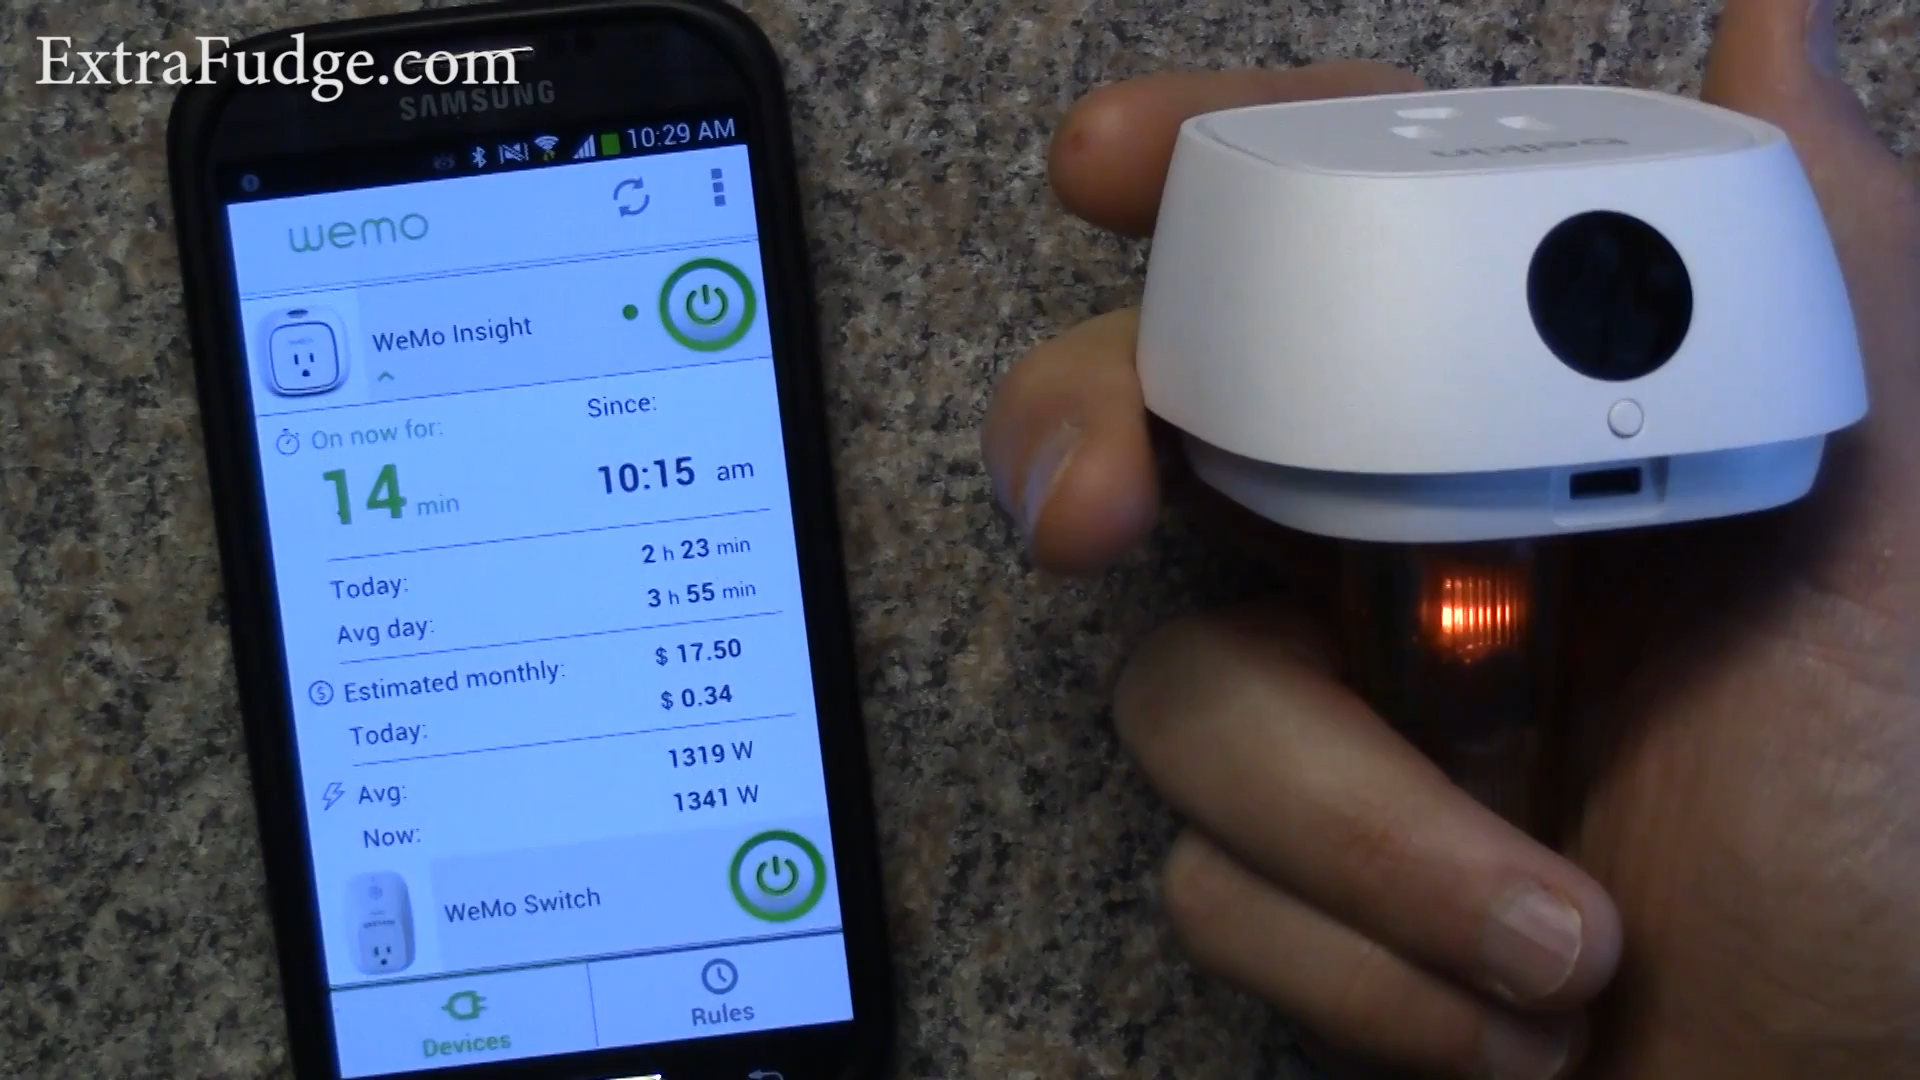 ExtraFudge.com
SAMSUNG
10:29 AM
wemo
WeMo Insight
On now for:
Since:
14 min
10:15 am
Today:
2 h 23 min
Avg day:
3 h 55 min
Estimated monthly:
$ 17.50
Today:
$ 0.34
Avg:
1319 W
Now:
1341 W
WeMo Switch
Devices
Rules
belkin